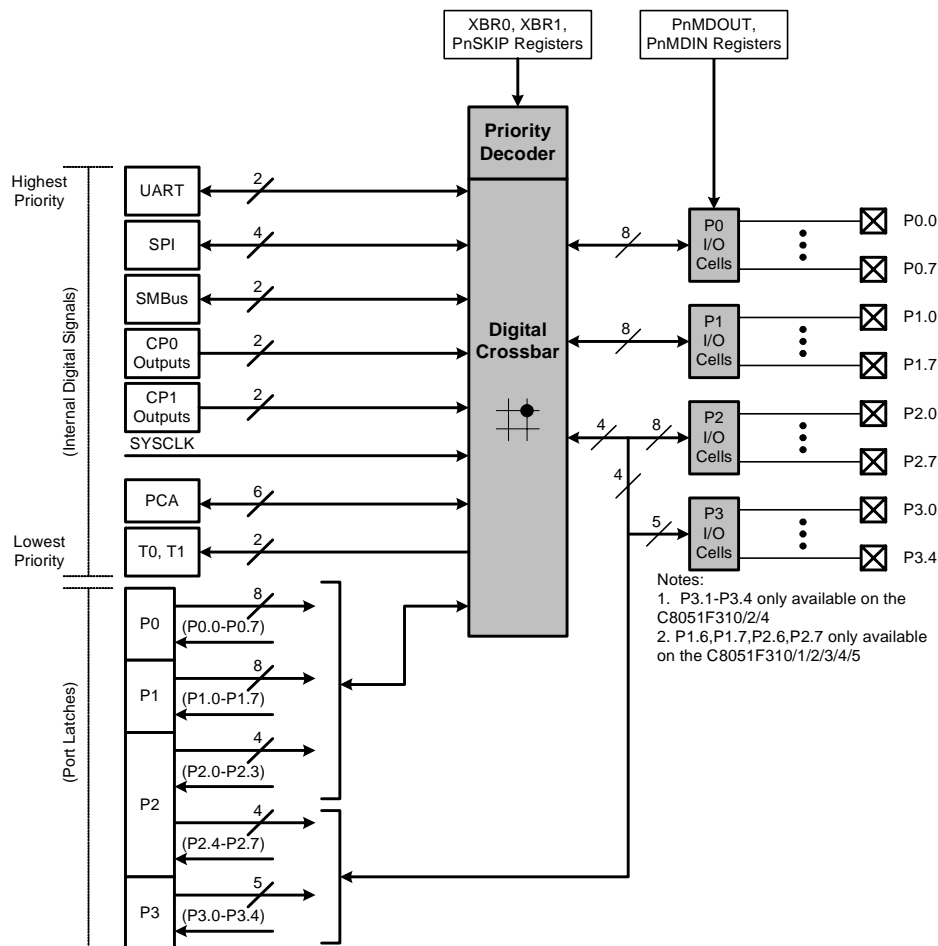 XBR0, XBR1,
PnSKIP Registers
PnMDOUT,
PnMDIN Registers
Priority
Decoder
Highest
Priority
UART
2
SPI
4
SMBus
2
CP0
Outputs
2
CP1
Outputs
2
SYSCLK
PCA
6
T0, T1
2
Lowest
Priority
(Internal Digital Signals)
Digital
Crossbar
8
P0
I/O
Cells
P0.0
P0.7
8
P1
I/O
Cells
P1.0
P1.7
4
8
P2
I/O
Cells
P2.0
P2.7
4
5
P3
I/O
Cells
P3.0
P3.4
Notes:
1. P3.1-P3.4 only available on the
C8051F310/2/4
2. P1.6,P1.7,P2.6,P2.7 only available
on the C8051F310/1/2/3/4/5
(Port Latches)
P0
8
(P0.0-P0.7)
P1
8
(P1.0-P1.7)
P2
4
(P2.0-P2.3)
4
(P2.4-P2.7)
P3
5
(P3.0-P3.4)